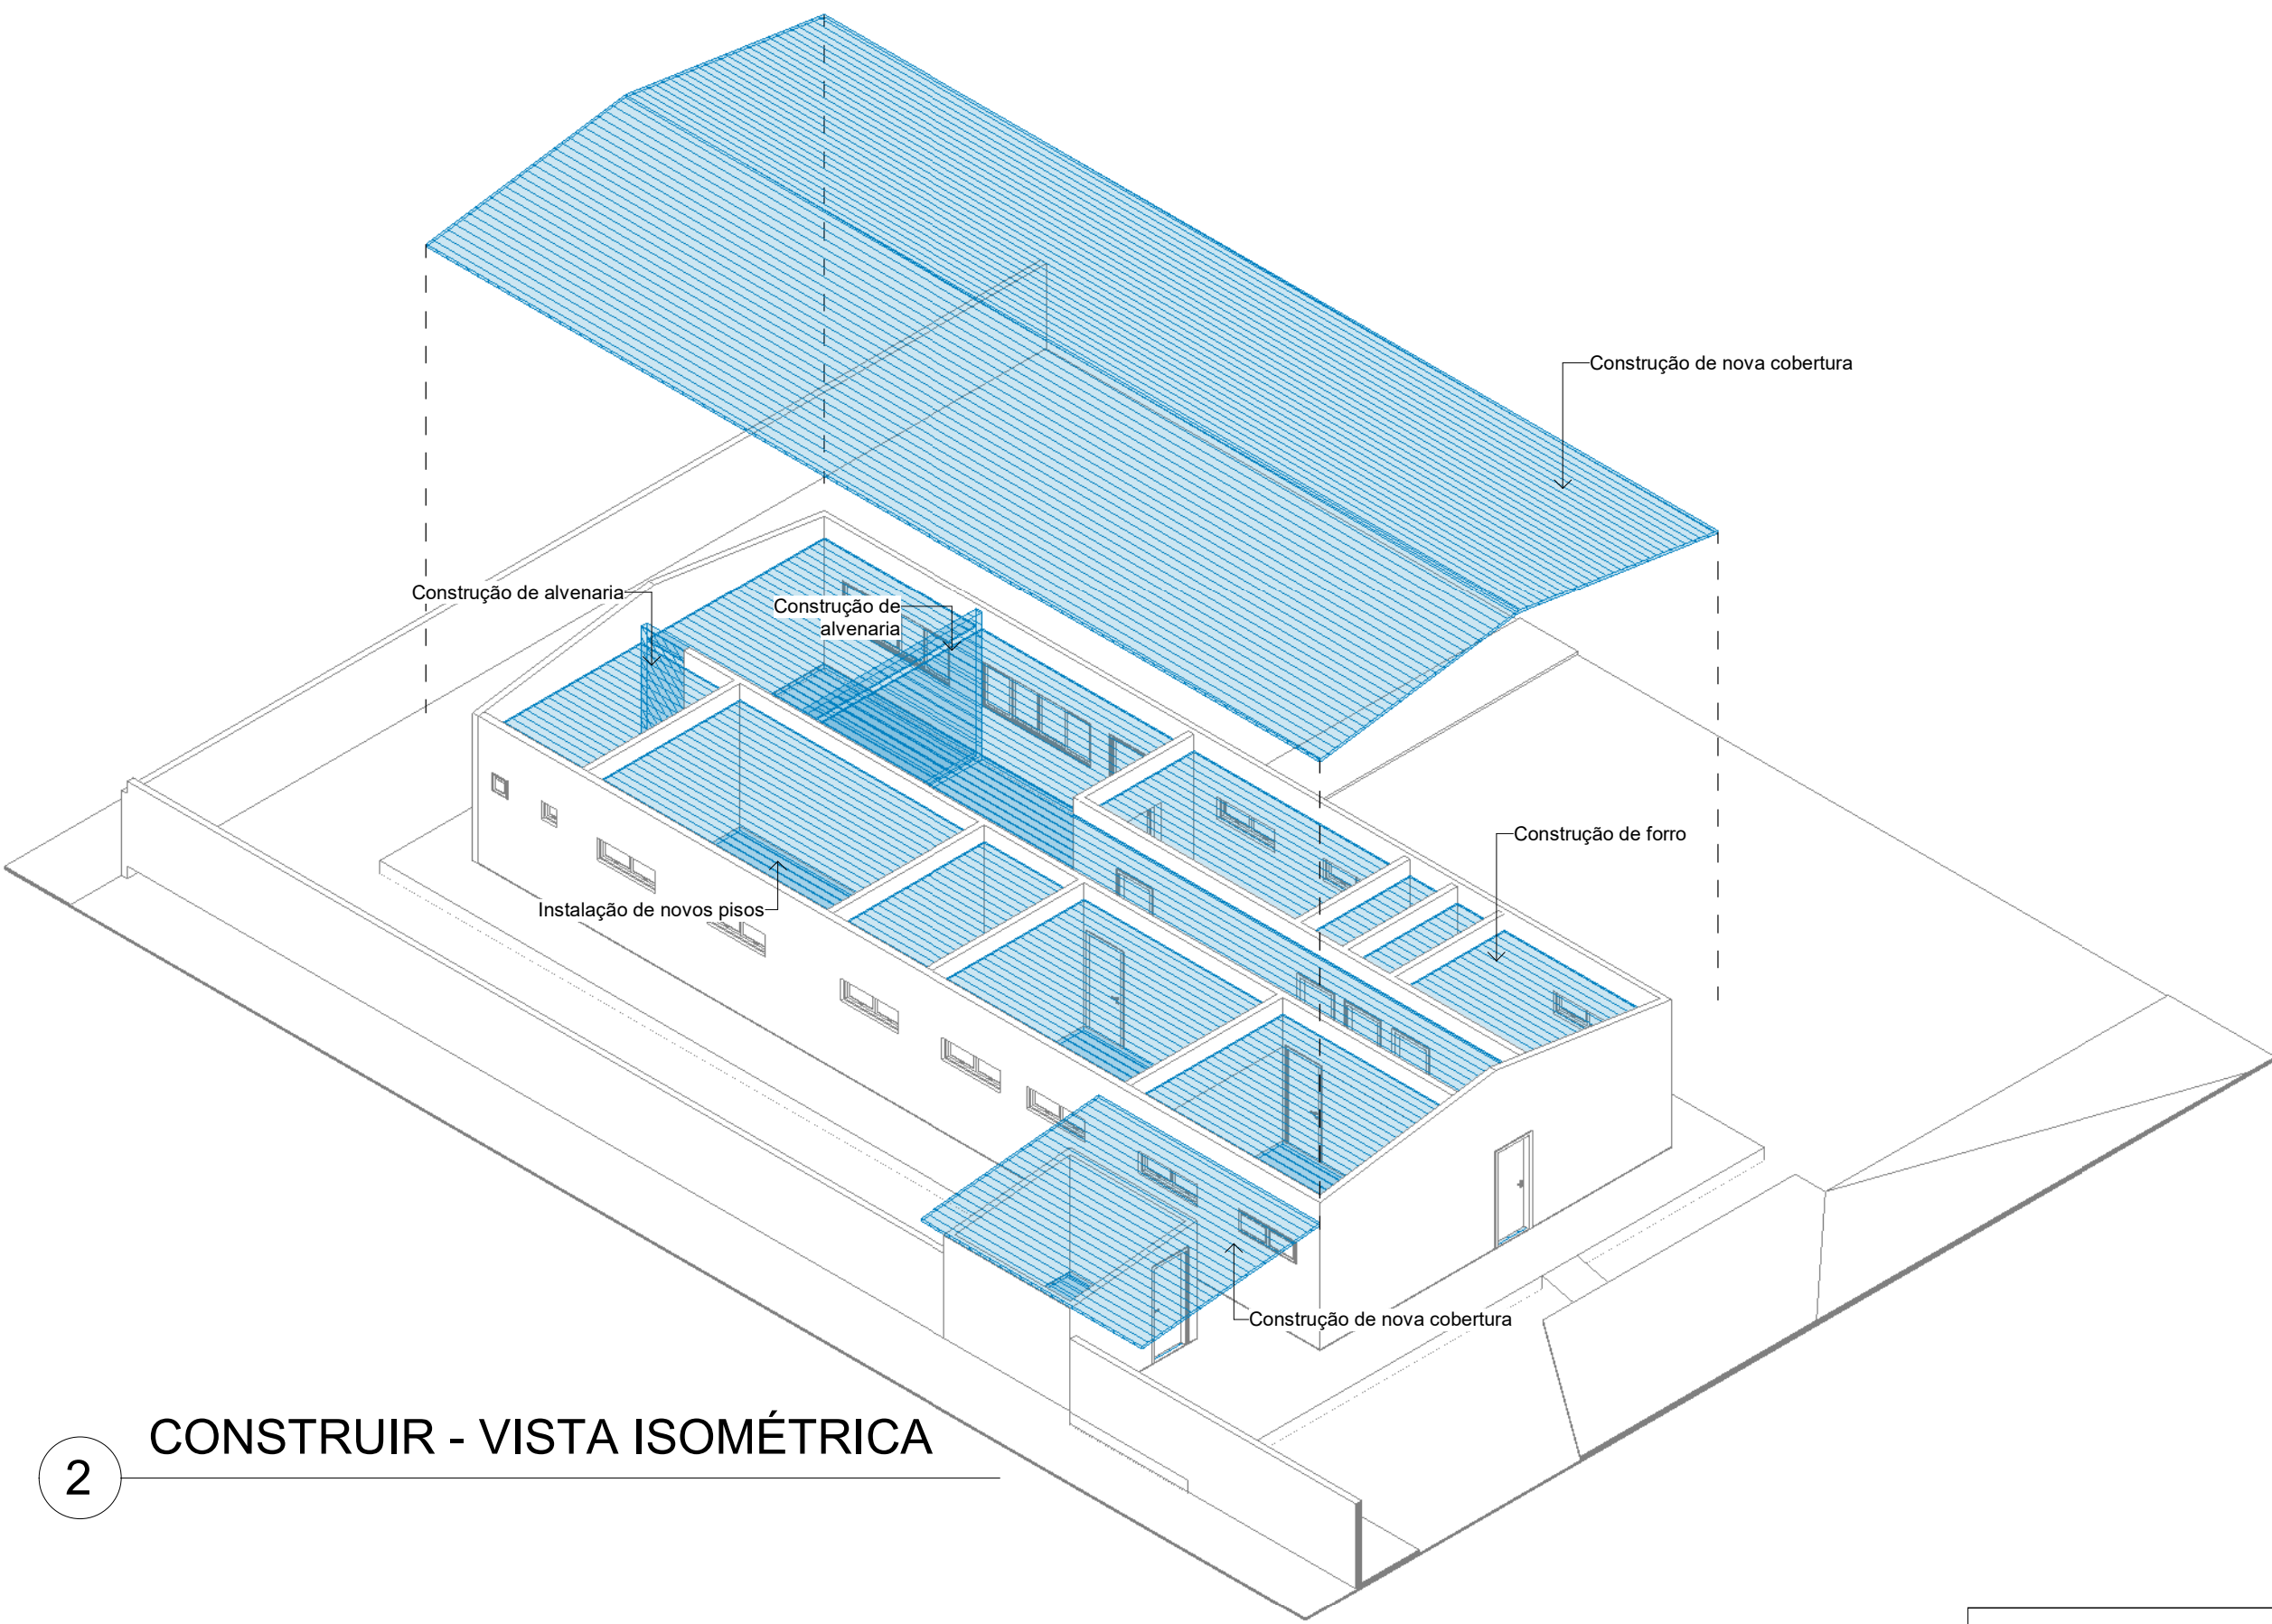 Construção de nova cobertura
Construção de alvenaria
Construção de
alvenaria
Construção de forro
Instalação de novos pisos
Construção de nova cobertura
CONSTRUIR - VISTA ISOMÉTRICA
2